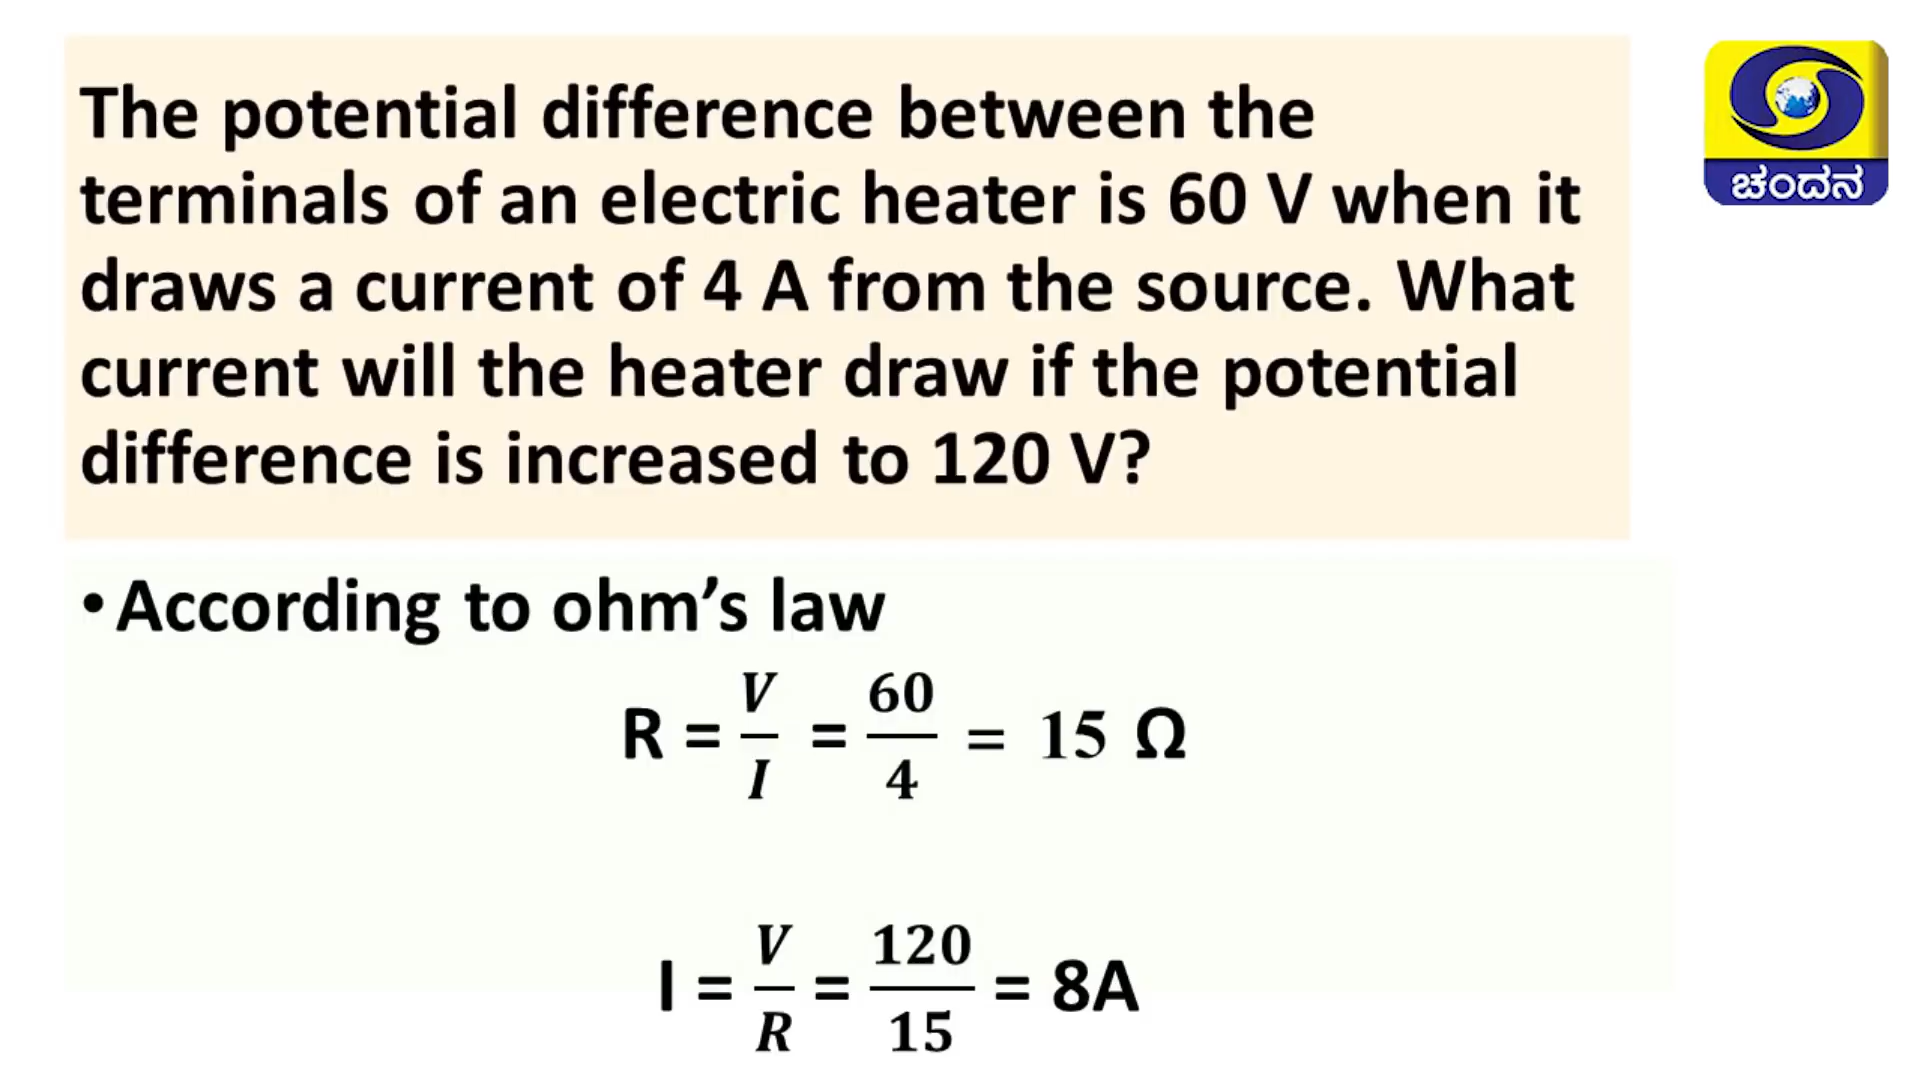 The potential difference between the
terminals of an electric heater is 60 V when it
draws a current of 4 A from the source. What
current will the heater draw if the potential
difference is increased to 120 V?
ಚಂದನ
•According to ohm’s law
R = V/I = 60/4 = 15 Ω
I = V/R = 120/15 = 8A